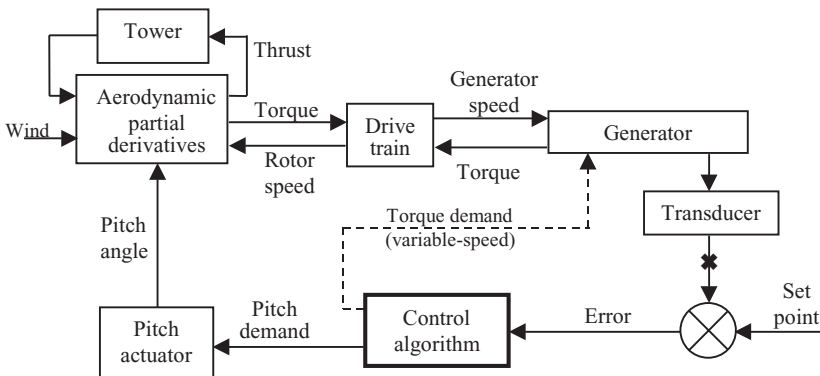 Tower
Thrust
Aerodynamic
partial
derivatives
Wind
Torque
Rotor
speed
Drive
train
Generator
speed
Torque
Generator
Transducer
Torque demand
(variable-speed)
Pitch
angle
Pitch
actuator
Pitch
demand
Control
algorithm
Error
Set
point